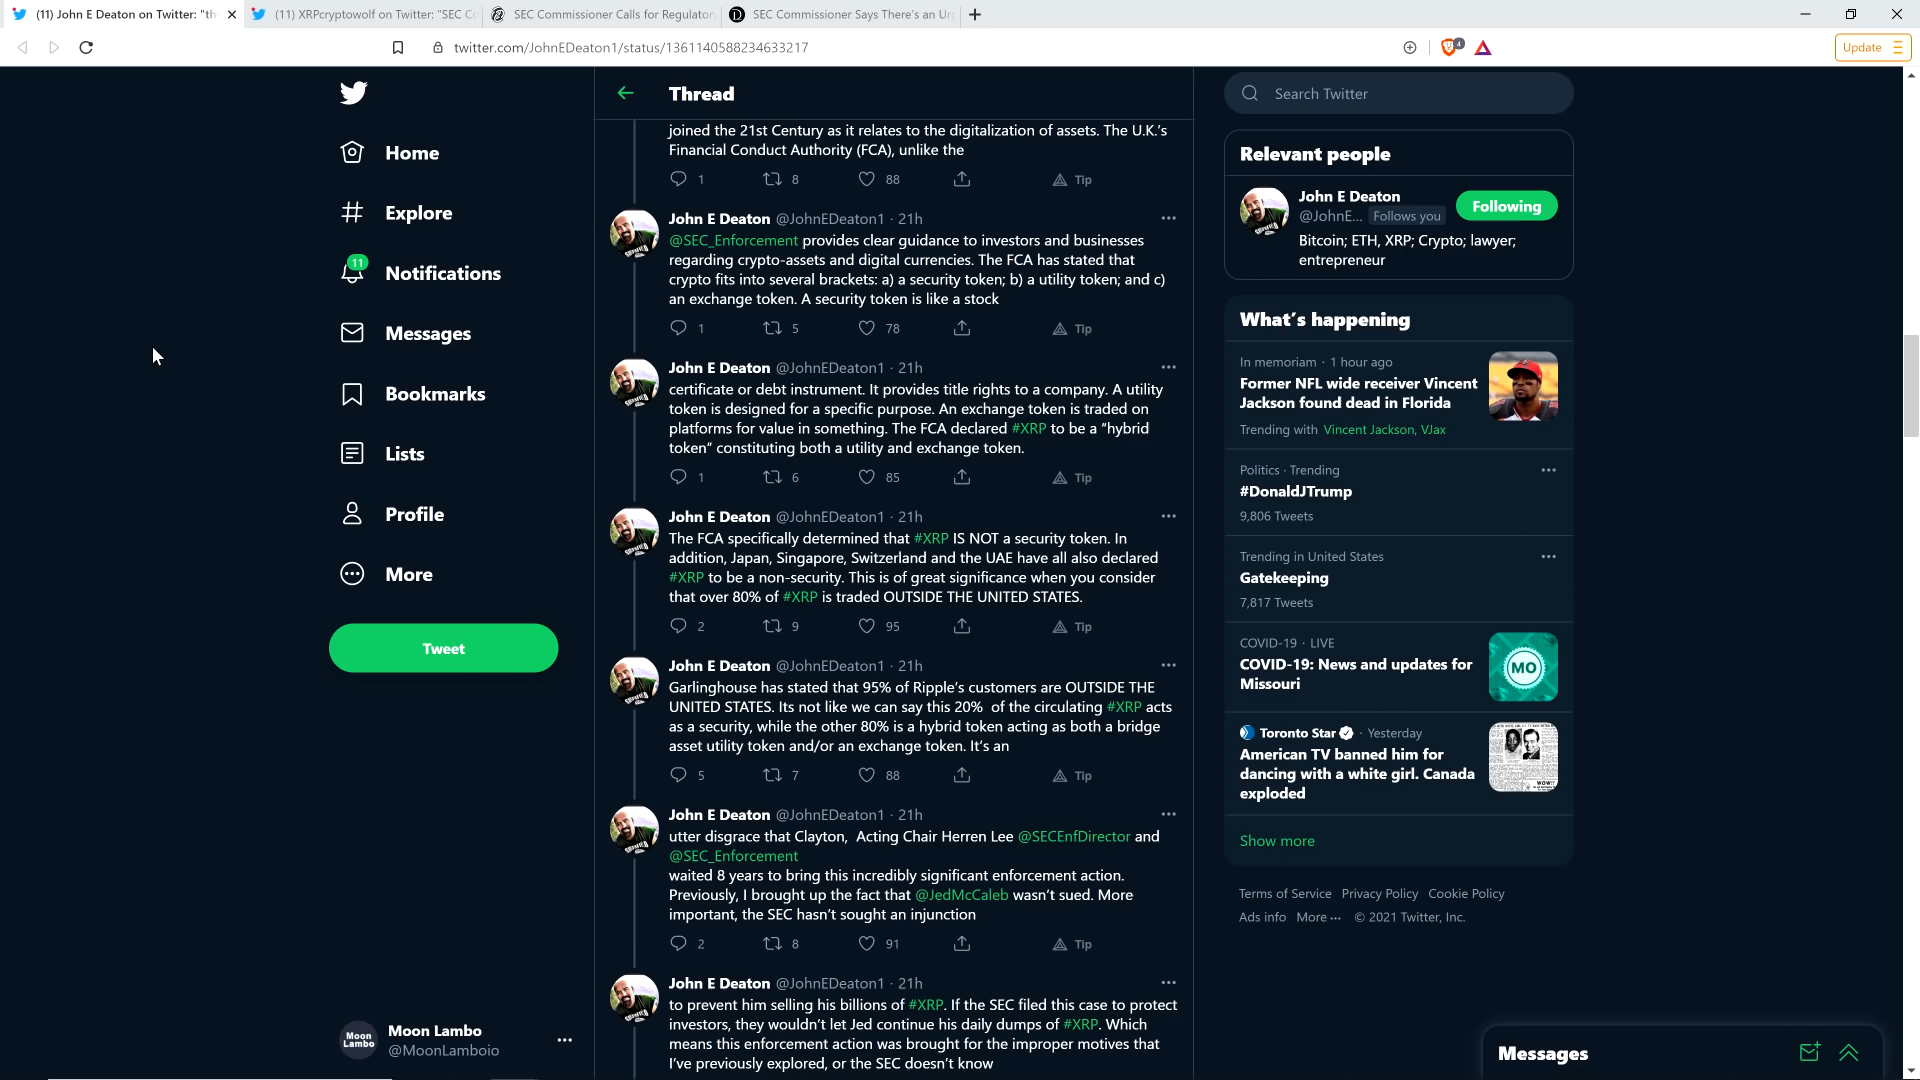 (11) John E Deaton on Twitter: "th
(11) XRPcryptowolf on Twitter: "SEC Co
SEC Commissioner Calls for Regulatory
SEC Commissioner Says There's an Ur
twitter.com/JohnEDeaton1/status/1361140588234633217
4
Update
Home
Explore
11
Notifications
Messages
Bookmarks
Lists
Profile
More
Tweet
Moon Lambo
Moon Lambo
@MoonLamboio
Thread
joined the 21st Century as it relates to the digitalization of assets. The U.K.'s
Financial Conduct Authority (FCA), unlike the
1 8 88 Tip
John E Deaton @JohnEDeaton1 · 21h
@SEC_Enforcement provides clear guidance to investors and businesses
regarding crypto-assets and digital currencies. The FCA has stated that
crypto fits into several brackets: a) a security token; b) a utility token; and c)
an exchange token. A security token is like a stock
1 5 78 Tip
John E Deaton @JohnEDeaton1 · 21h
certificate or debt instrument. It provides title rights to a company. A utility
token is designed for a specific purpose. An exchange token is traded on
platforms for value in something. The FCA declared #XRP to be a "hybrid
token" constituting both a utility and exchange token.
1 6 85 Tip
John E Deaton @JohnEDeaton1 · 21h
The FCA specifically determined that #XRP IS NOT a security token. In
addition, Japan, Singapore, Switzerland and the UAE have all also declared
#XRP to be a non-security. This is of great significance when you consider
that over 80% of #XRP is traded OUTSIDE THE UNITED STATES.
2 9 95 Tip
John E Deaton @JohnEDeaton1 · 21h
Garlinghouse has stated that 95% of Ripple's customers are OUTSIDE THE
UNITED STATES. Its not like we can say this 20% of the circulating #XRP acts
as a security, while the other 80% is a hybrid token acting as both a bridge
asset utility token and/or an exchange token. It's an
5 7 88 Tip
John E Deaton @JohnEDeaton1 · 21h
utter disgrace that Clayton, Acting Chair Herren Lee @SECEnfDirector and
@SEC_Enforcement
waited 8 years to bring this incredibly significant enforcement action.
Previously, I brought up the fact that @JedMcCaleb wasn't sued. More
important, the SEC hasn't sought an injunction
2 8 91 Tip
John E Deaton @JohnEDeaton1 · 21h
to prevent him selling his billions of #XRP. If the SEC filed this case to protect
investors, they wouldn't let Jed continue his daily dumps of #XRP. Which
means this enforcement action was brought for the improper motives that
I've previously explored, or the SEC doesn't know
Search Twitter
Relevant people
John E Deaton
@JohnE... Follows you
Following
Bitcoin; ETH, XRP; Crypto; lawyer;
entrepreneur
What's happening
In memoriam · 1 hour ago
Former NFL wide receiver Vincent
Jackson found dead in Florida
Trending with Vincent Jackson, VJax
Politics · Trending
#DonaldJTrump
9,806 Tweets
Trending in United States
Gatekeeping
7,817 Tweets
COVID-19 · LIVE
COVID-19: News and updates for
Missouri
MO
Toronto Star · Yesterday
American TV banned him for
dancing with a white girl. Canada
exploded
Show more
Terms of Service Privacy Policy Cookie Policy
Ads info More ··· © 2021 Twitter, Inc.
Messages